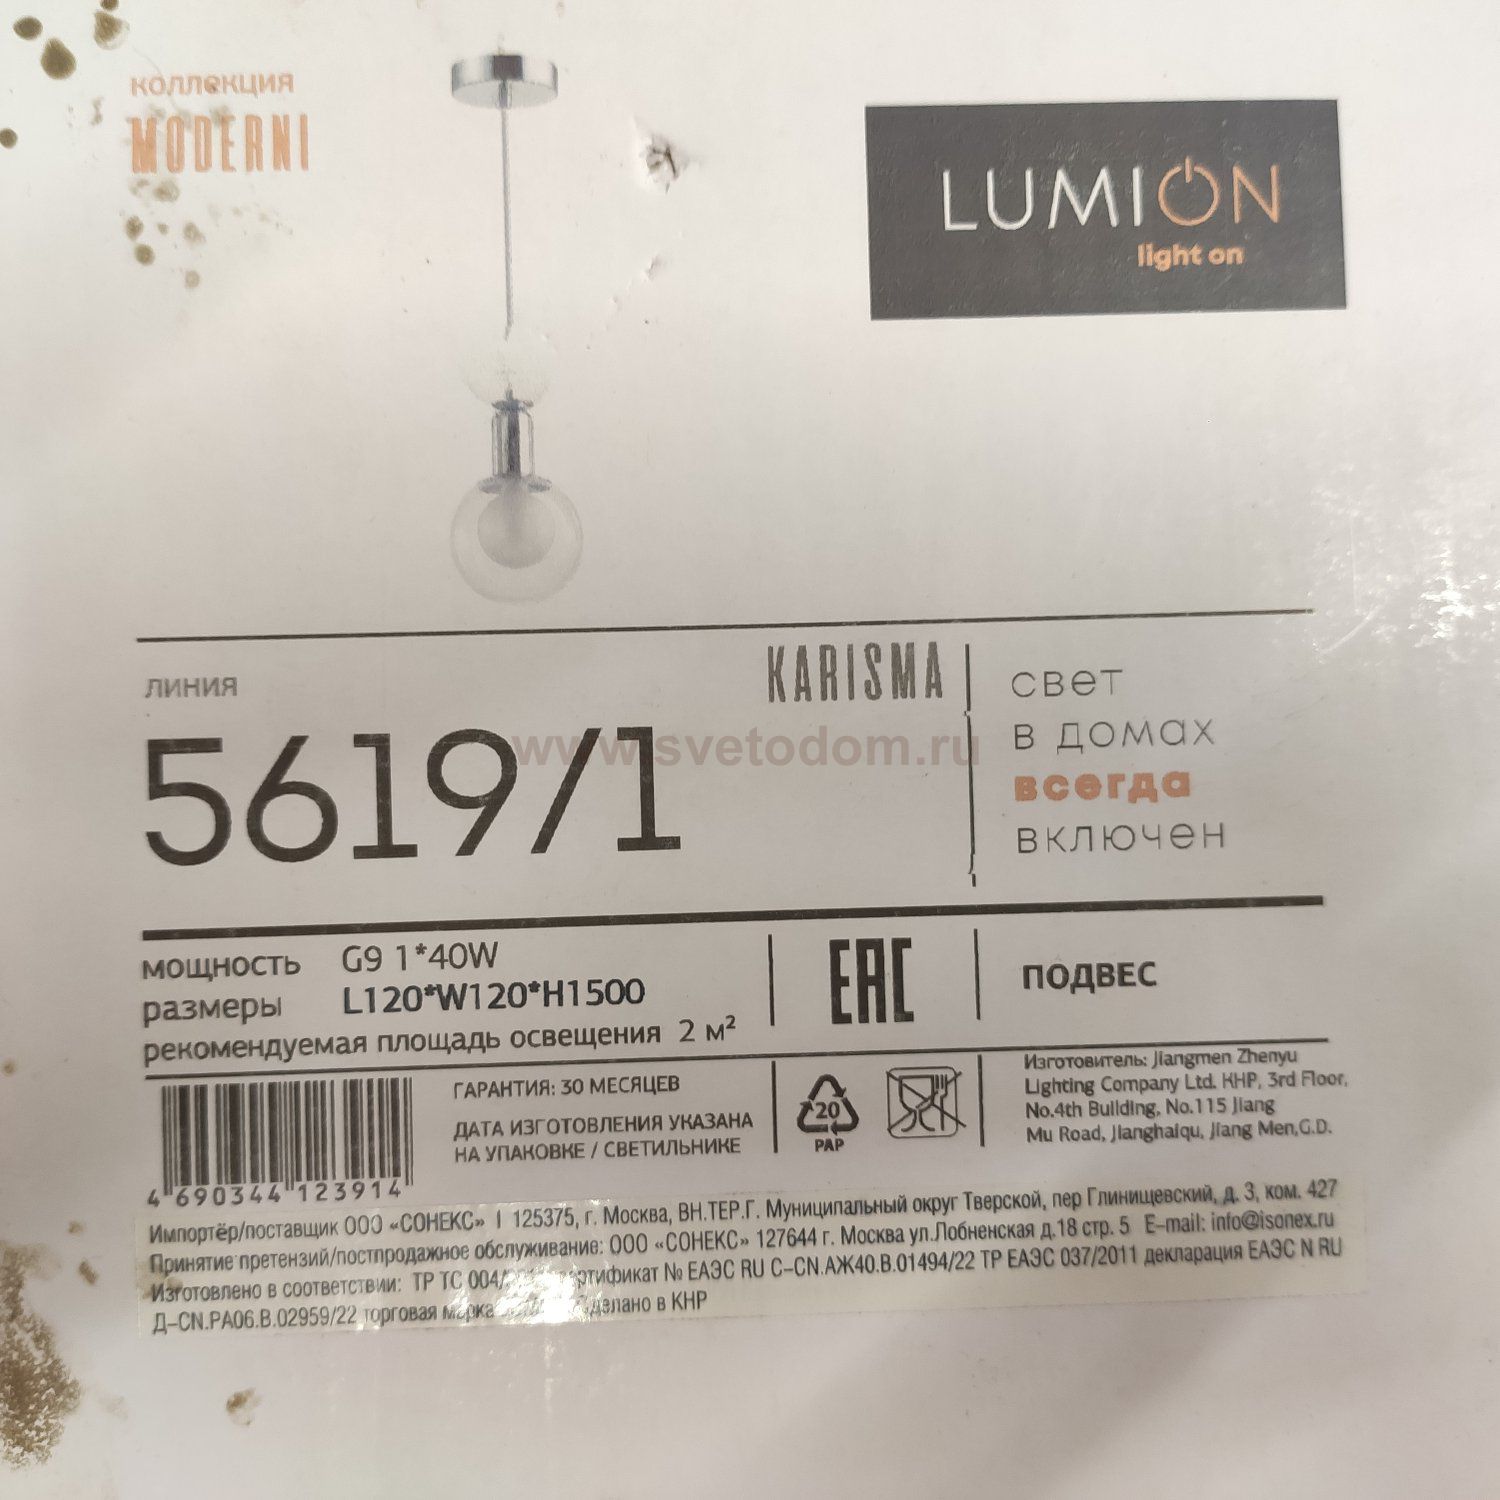 коллекция
MODERNI
LUMION
light on
линия
KARISMA
5619/1
свет
в домах
всегда
включен
www.svetodom.ru
мощность G9 1*40W
размеры L120*W120*H1500
рекомендуемая площадь освещения 2 м²
EAC
ПОДВЕС
4 690344 123914
ГАРАНТИЯ: 30 МЕСЯЦЕВ
ДАТА ИЗГОТОВЛЕНИЯ УКАЗАНА
НА УПАКОВКЕ / СВЕТИЛЬНИКЕ
20
PAP
Изготовитель: Jiangmen Zhenyu
Lighting Company Ltd. КНР, 3rd Floor,
No.4th Building, No.115 Jiang
Mu Road, Jianghaiqu, Jiang Men,G.D.
Импортёр/поставщик ООО «СОНЕКС» I 125375, г. Москва, ВН.ТЕР.Г. Муниципальный округ Тверской, пер Глинищевский, д. 3, ком. 427
Принятие претензий/постпродажное обслуживание: ООО «СОНЕКС» 127644 г. Москва ул.Лобненская д.18 стр. 5 E-mail: info@isonex.ru
Изготовлено в соответствии: ТР ТС 004/ № ЕАЭС RU C-CN.АЖ40.В.01494/22 ТР ЕАЭС 037/2011 декларация ЕАЭС N RU
Д-CN.РА06.В.02959/22 торговая марка в КНР